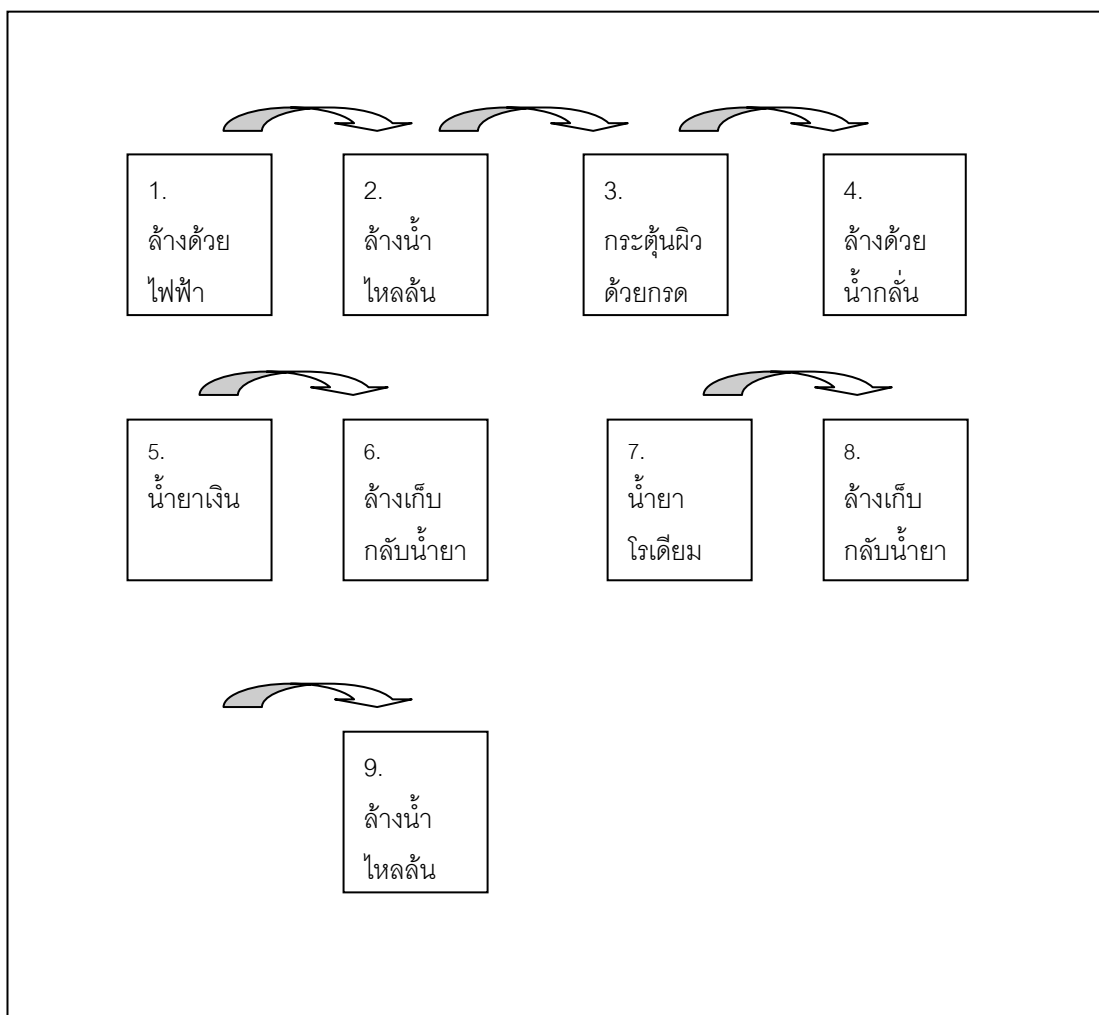 1.
ล้างด้วย
ไฟฟ้า
2.
ล้างน้ำ
ไหลล้น
3.
กระตุ้นผิว
ด้วยกรด
4.
ล้างด้วย
น้ำกลั่น
5.
น้ำยาเงิน
6.
ล้างเก็บ
กลับน้ำยา
7.
น้ำยา
โรเดียม
8.
ล้างเก็บ
กลับน้ำยา
9.
ล้างน้ำ
ไหลล้น